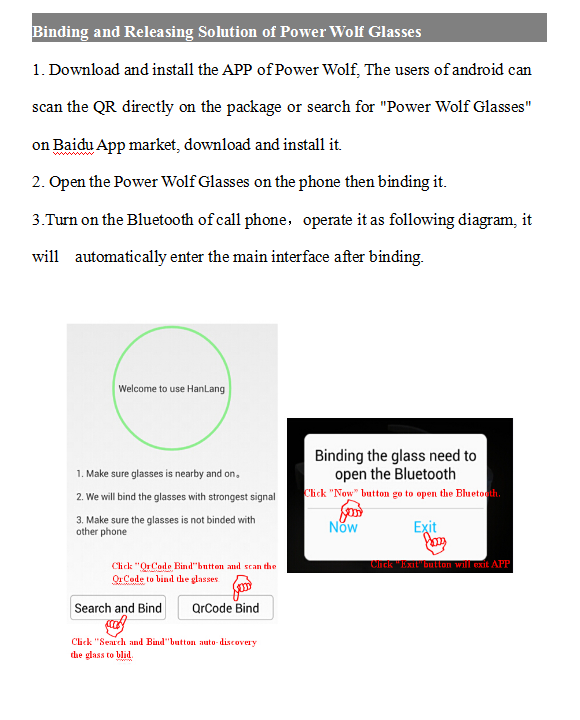 Binding and Releasing Solution of Power Wolf Glasses
1. Download and install the APP of Power Wolf, The users of android can
scan the QR directly on the package or search for "Power Wolf Glasses"
on Baidu App market, download and install it.
2. Open the Power Wolf Glasses on the phone then binding it.
3.Turn on the Bluetooth of call phone，operate it as following diagram, it
will automatically enter the main interface after binding.
Welcome to use HanLang
1. Make sure glasses is nearby and on。
2. We will bind the glasses with strongest signal
3. Make sure the glasses is not binded with
other phone
Click "QrCode Bind"button and scan the
QrCode to bind the glasses
Search and Bind
QrCode Bind
Click "Search and Bind"button auto-discovery
the glass to blid.
Binding the glass need to
open the Bluetooth
Click "Now" button go to open the Bluetooth.
Now
Exit
Click "Exit"button will exit APP